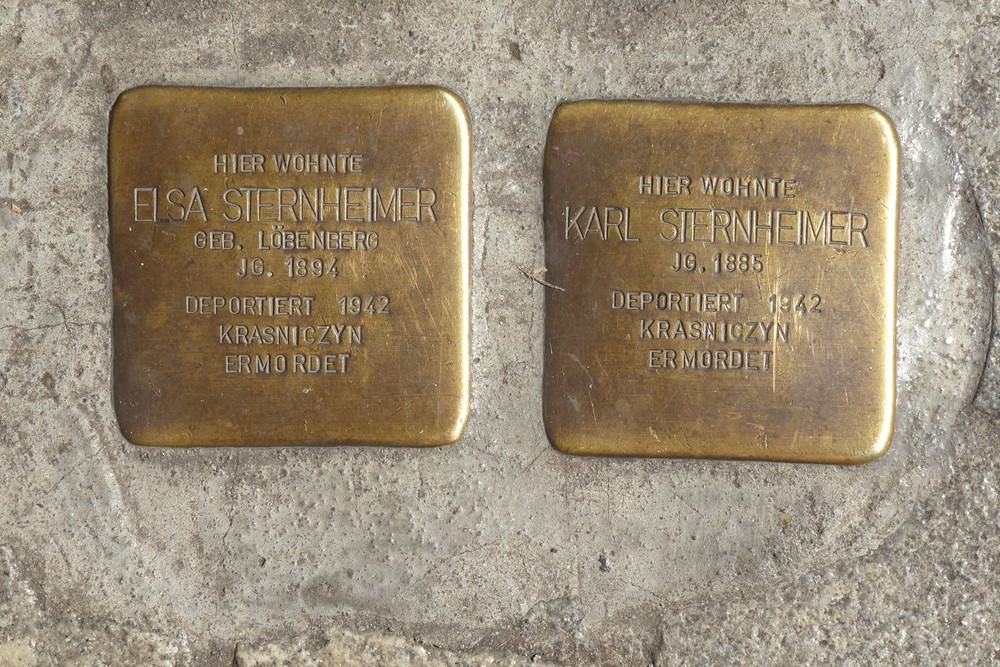 HIER WOHNTE
ELSA STERNHEIMER
GEB. LÖBENBERG
JG. 1894
DEPORTIERT 1942
KRASNICZYN
ERMORDET
HIER WOHNTE
KARL STERNHEIMER
JG. 1885
DEPORTIERT 1942
KRASNICZYN
ERMORDET